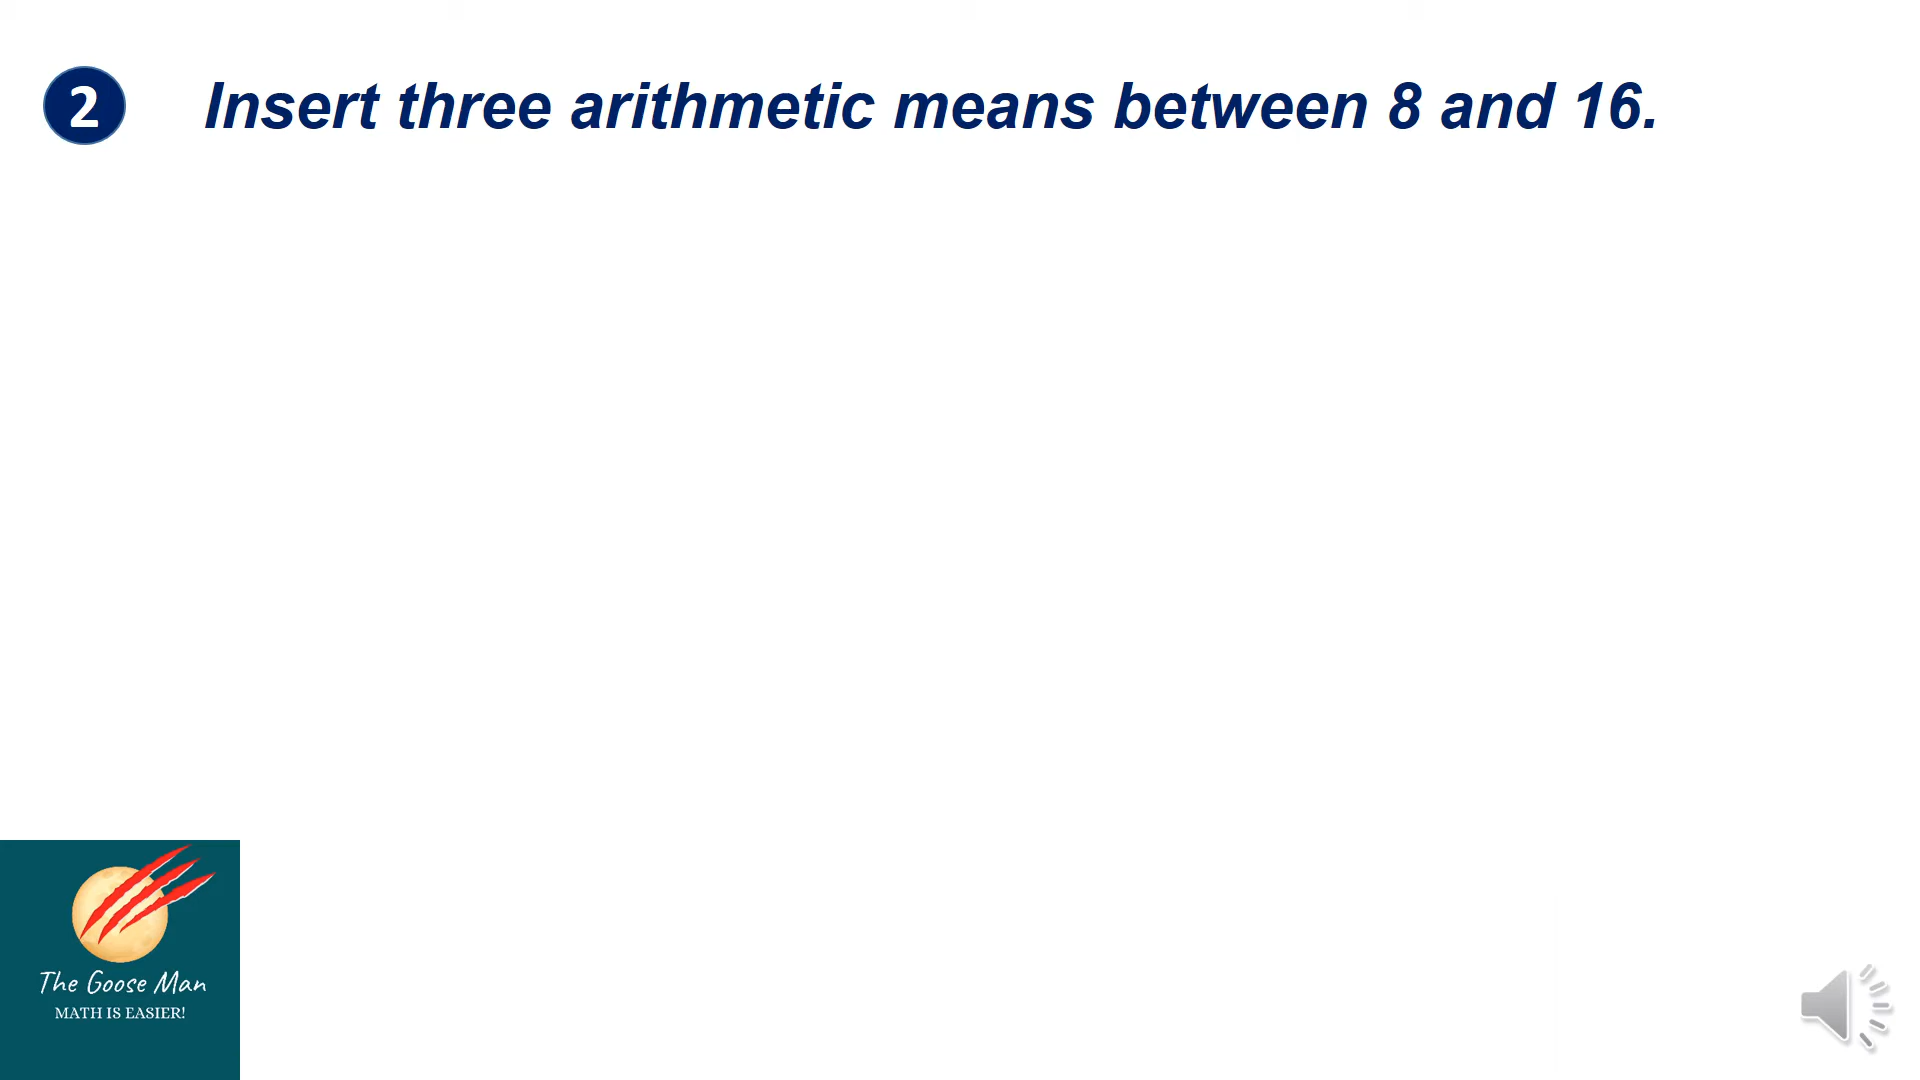 2 Insert three arithmetic means between 8 and 16.
The Goose Man
MATH IS EASIER!